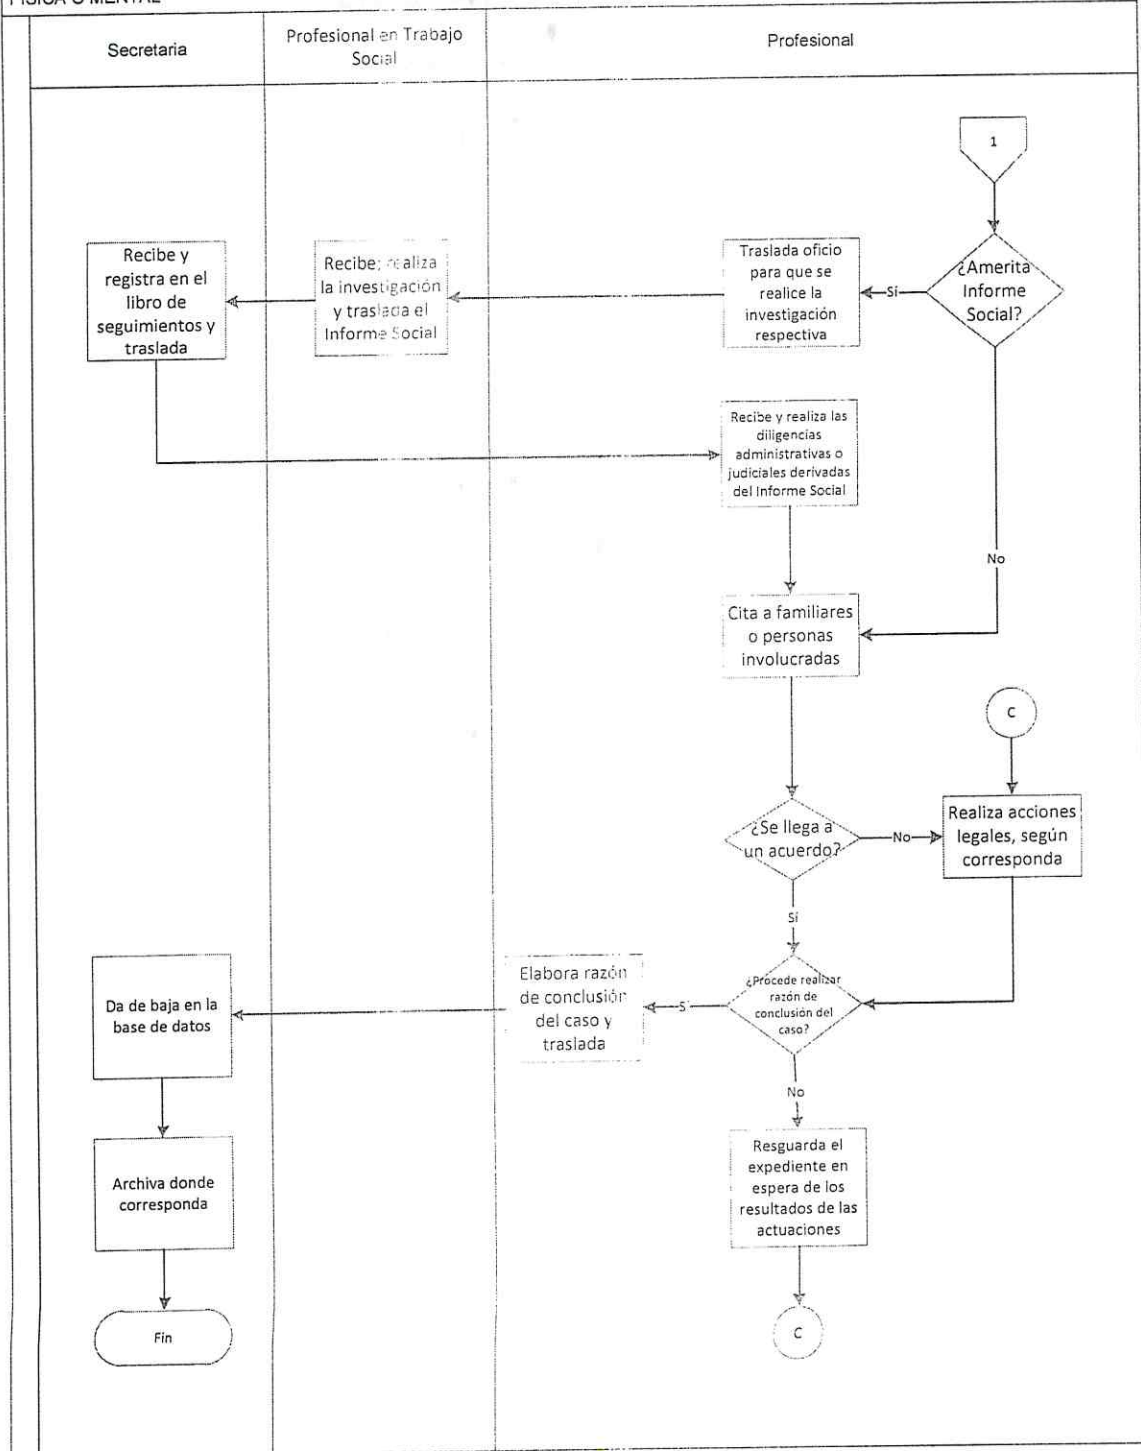 FÍSICA O MENTAL
Secretaria
Profesional en Trabajo
Social
Profesional
1
¿Amerita
Informe
Social?
Sí
Traslada oficio
para que se
realice la
investigación
respectiva
Recibe; realiza
la investigación
y traslada el
Informe Social
Recibe y
registra en el
libro de
seguimientos y
traslada
Recibe y realiza las
diligencias
administrativas o
judiciales derivadas
del Informe Social
No
Cita a familiares
o personas
involucradas
C
¿Se llega a
un acuerdo?
No
Realiza acciones
legales, según
corresponda
Sí
¿Procede realizar
razón de
conclusión del
caso?
Sí
Elabora razón
de conclusión
del caso y
traslada
Da de baja en la
base de datos
No
Resguarda el
expediente en
espera de los
resultados de las
actuaciones
Archiva donde
corresponda
C
Fin